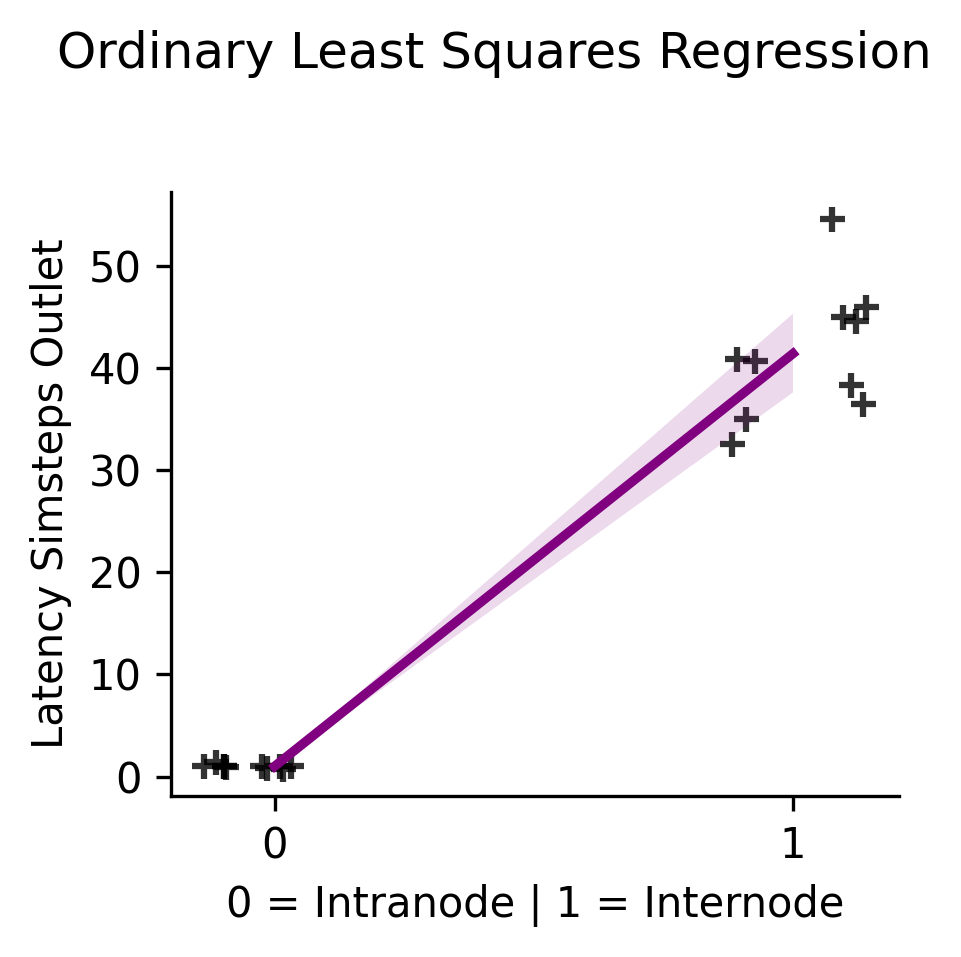 Ordinary Least Squares Regression
Latency Simsteps Outlet
50
40
30
20
10
0
0
1
0 = Intranode | 1 = Internode